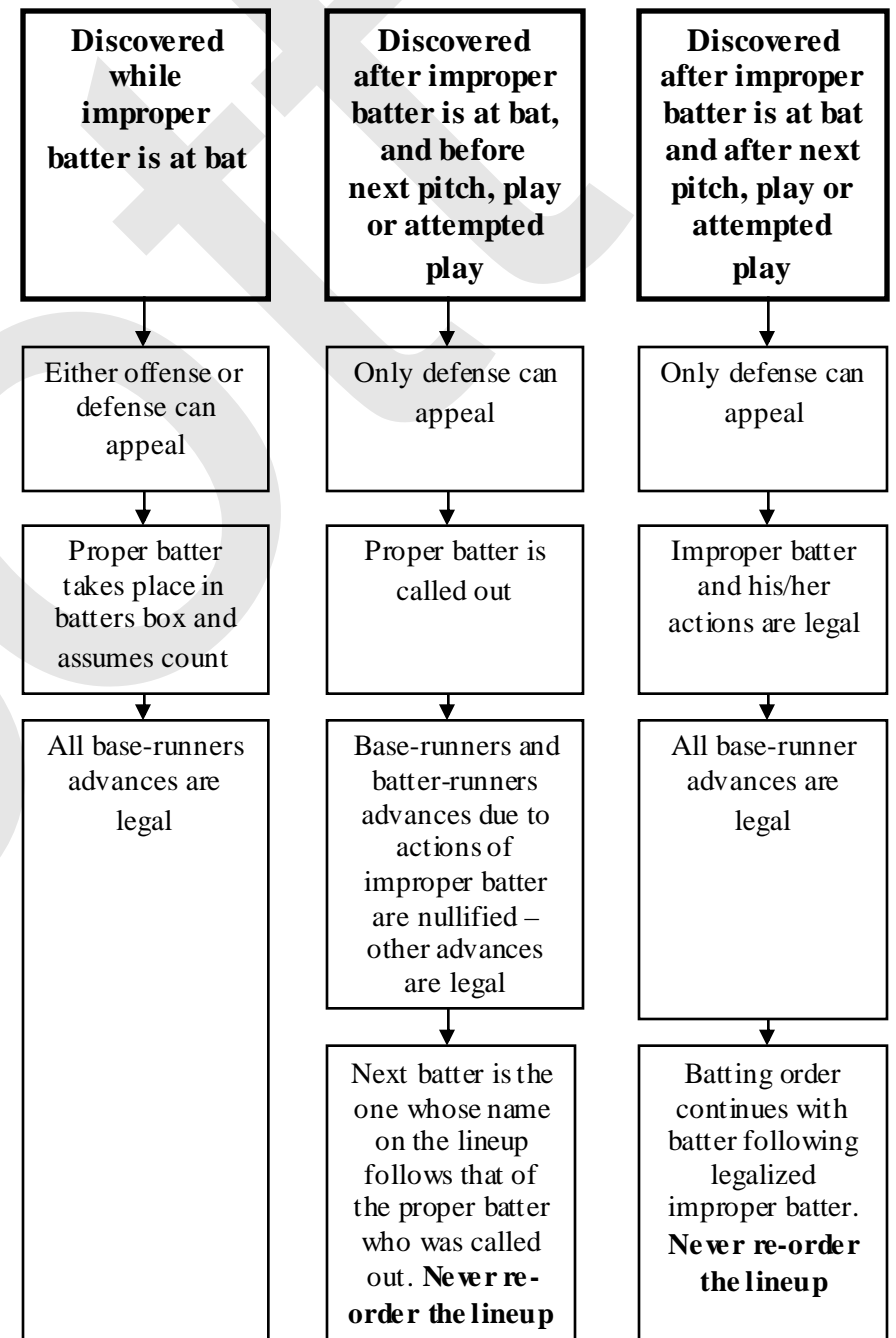 Discovered
while
improper
batter is at bat
Either offense or
defense can
appeal
Proper batter
takes place in
batters box and
assumes count
All base-runners
advances are
legal
Discovered
after improper
batter is at bat,
and before
next pitch, play
or attempted
play
Only defense can
appeal
Proper batter is
called out
Base-runners and
batter-runners
advances due to
actions of
improper batter
are nullified –
other advances
are legal
Next batter is the
one whose name
on the lineup
follows that of
the proper batter
who was called
out. Never re-
order the lineup
Discovered
after improper
batter is at bat
and after next
pitch, play or
attempted
play
Only defense can
appeal
Improper batter
and his/her
actions are legal
All base-runner
advances are
legal
Batting order
continues with
batter following
legalized
improper batter.
Never re-order
the lineup